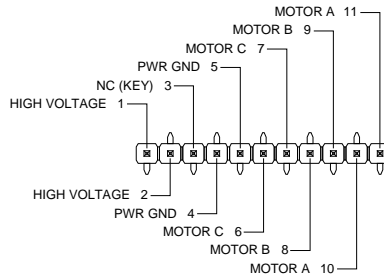 MOTOR A 11
MOTOR B 9
MOTOR C 7
PWR GND 5
NC (KEY) 3
HIGH VOLTAGE 1
HIGH VOLTAGE 2
PWR GND 4
MOTOR C 6
MOTOR B 8
MOTOR A 10